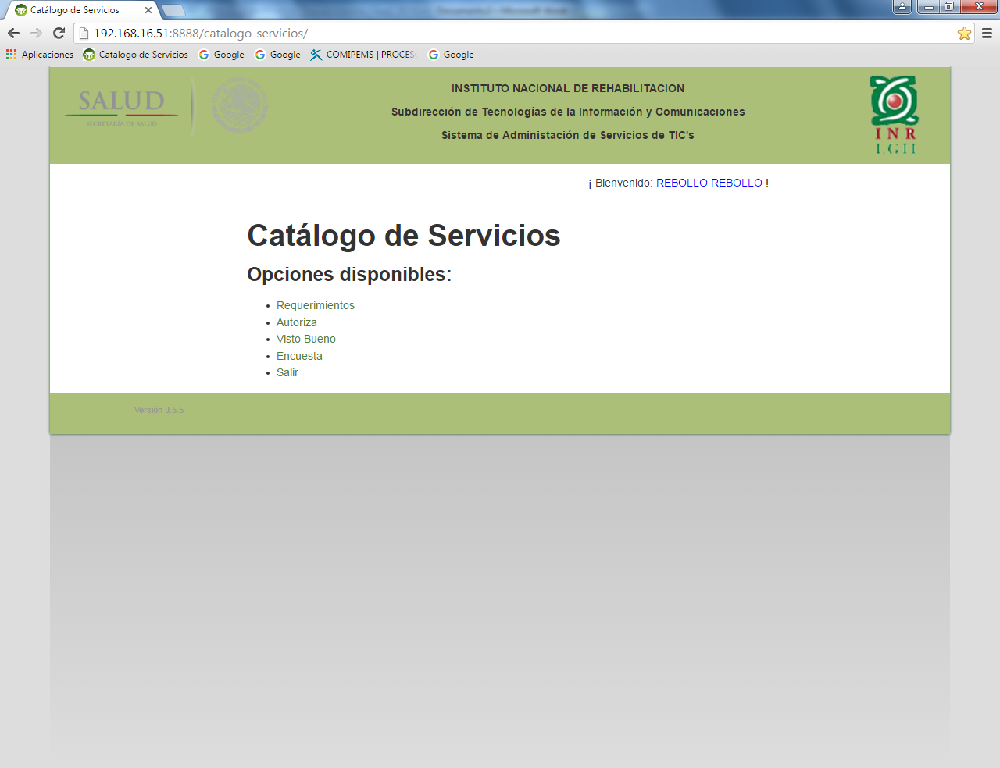 Catálogo de Servicios
192.168.16.51:8888/catalogo-servicios/
Aplicaciones Catálogo de Servicios Google Google COMIPEMS | PROCES Google
SALUD
SECRETARÍA DE SALUD
INSTITUTO NACIONAL DE REHABILITACION
Subdirección de Tecnologías de la Información y Comunicaciones
Sistema de Administación de Servicios de TIC's
INR
LGII
¡ Bienvenido: REBOLLO REBOLLO !
Catálogo de Servicios
Opciones disponibles:
Requerimientos
Autoriza
Visto Bueno
Encuesta
Salir
Versión 0.5.5